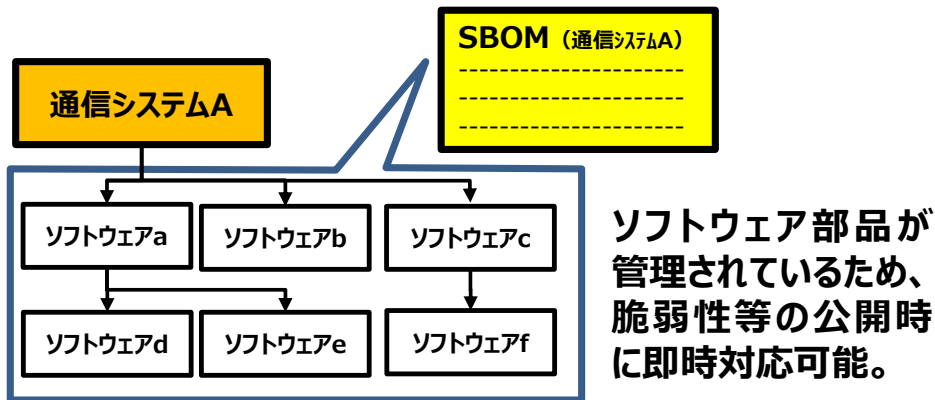 SBOM（通信ｼｽﾃﾑA）
-----------------------
-----------------------
-----------------------
通信システムA
ソフトウェアa
ソフトウェアb
ソフトウェアc
ソフトウェアd
ソフトウェアe
ソフトウェアf
ソフトウェア部品が
管理されているため、
脆弱性等の公開時
に即時対応可能。